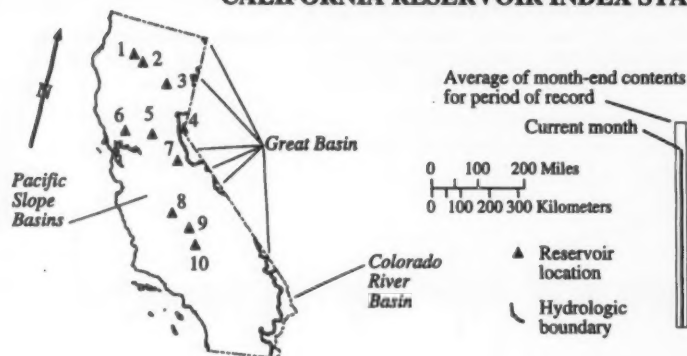 CALIFORNIA RESERVOIR INDEX STA
1
2
3
N
6
5
4
7
Great Basin
Pacific
Slope
Basins
8
9
10
Colorado
River
Basin
Average of month-end contents
for period of record
Current month
0 100 200 Miles
0 100 200 300 Kilometers
Reservoir
location
Hydrologic
boundary